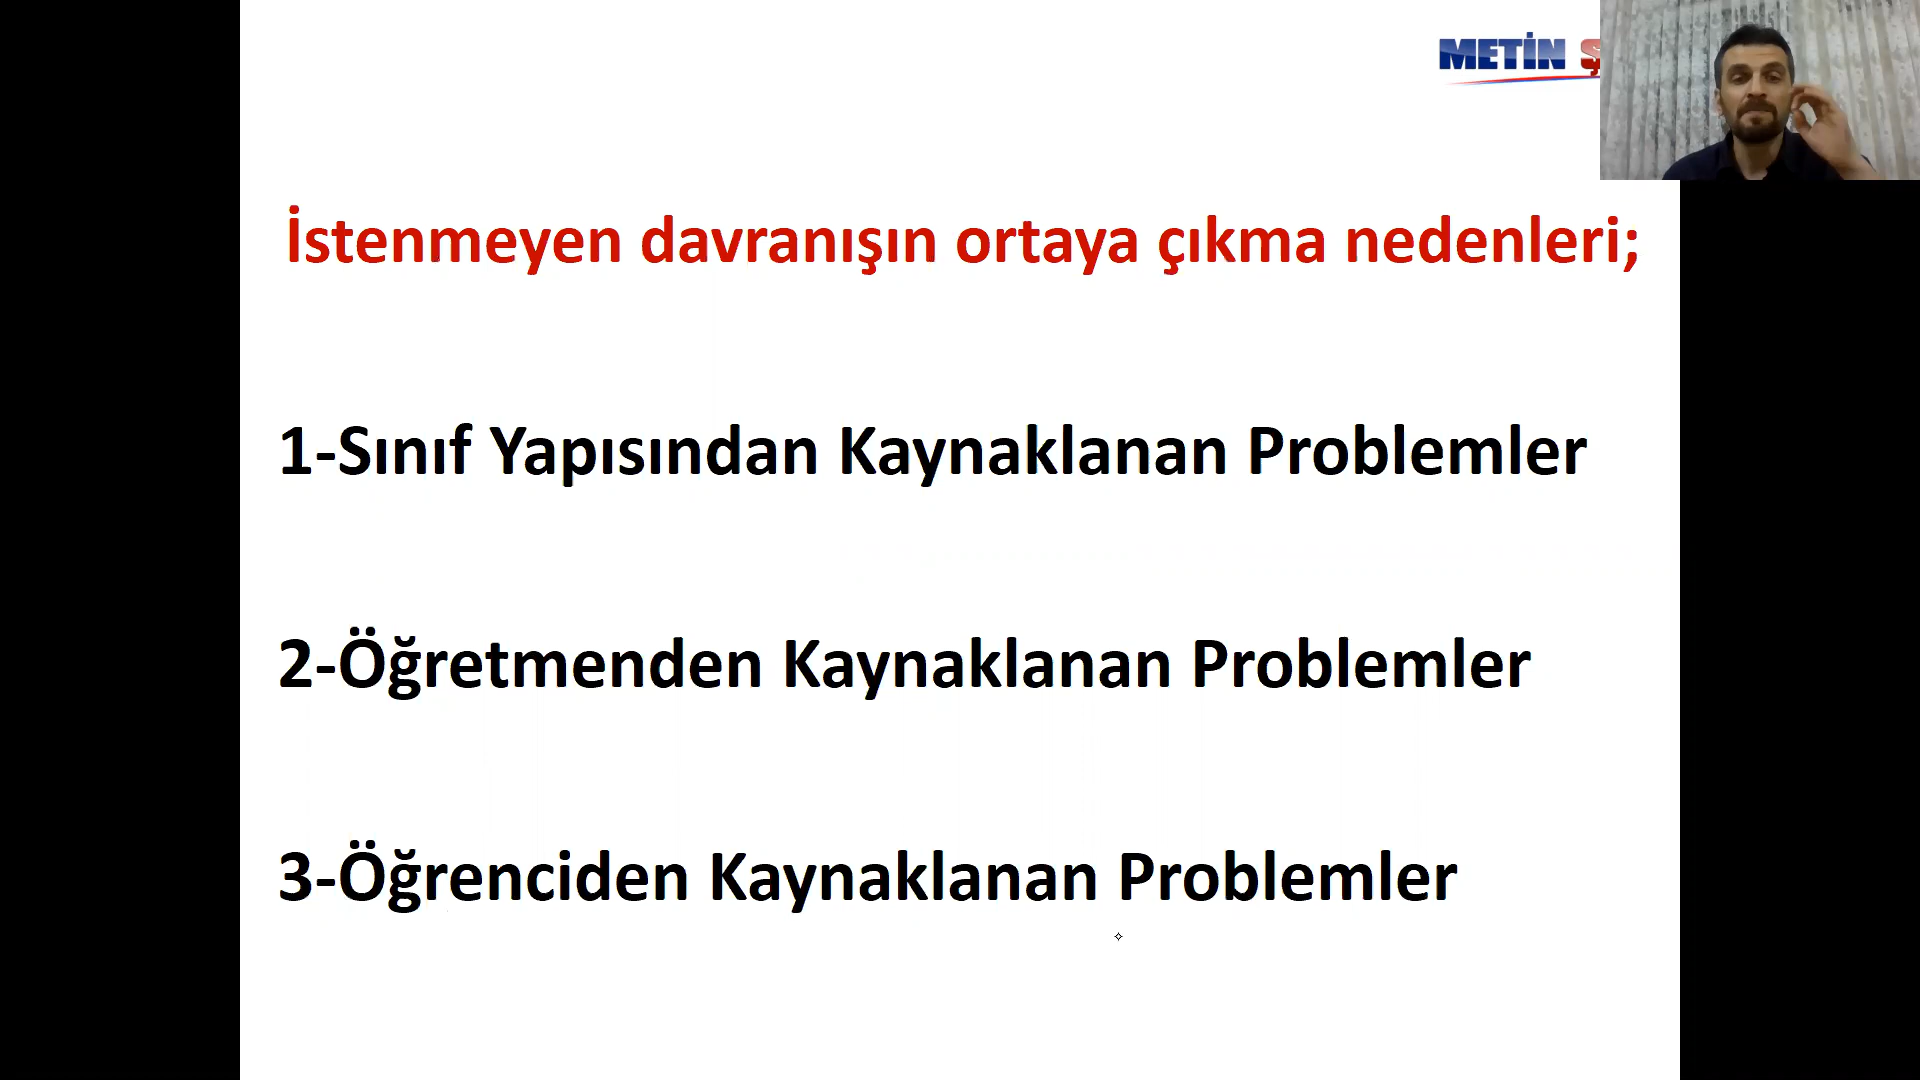 METİN
İstenmeyen davranışın ortaya çıkma nedenleri;
1-Sınıf Yapısından Kaynaklanan Problemler
2-Öğretmenden Kaynaklanan Problemler
3-Öğrenciden Kaynaklanan Problemler